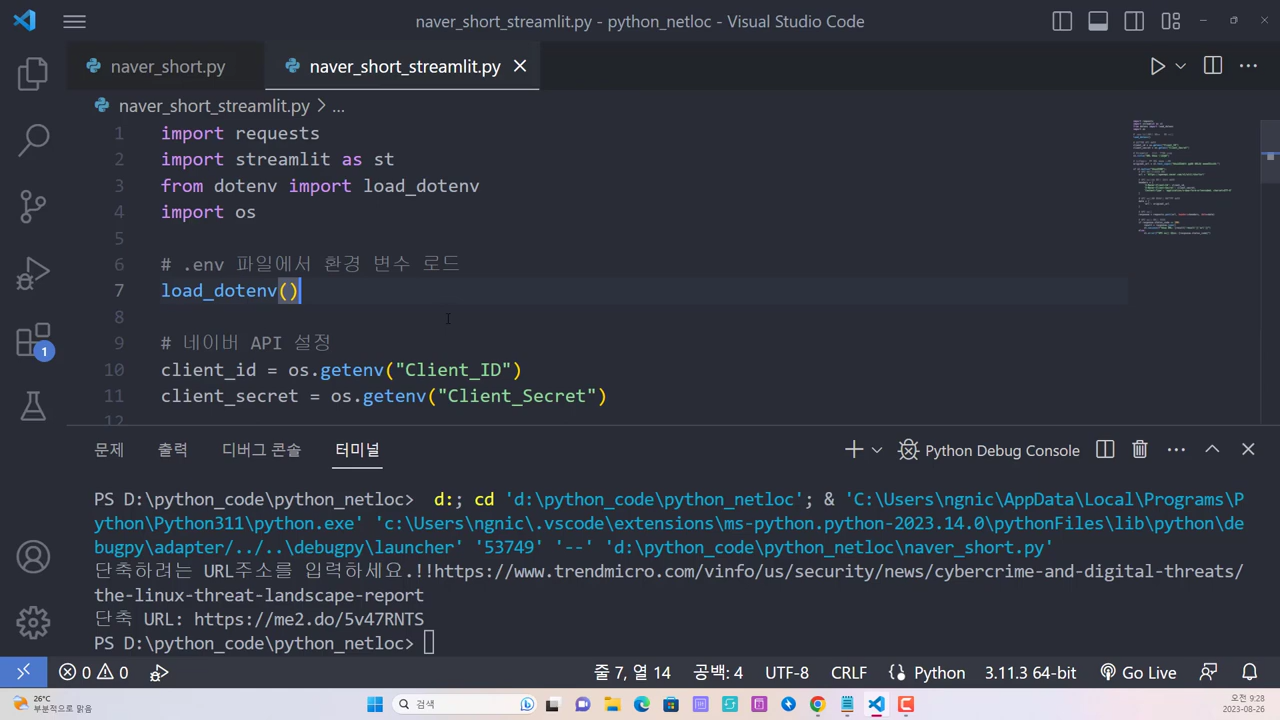 naver_short_streamlit.py - python_netloc - Visual Studio Code
naver_short.py
naver_short_streamlit.py
naver_short_streamlit.py > ...
1 import requests
2 import streamlit as st
3 from dotenv import load_dotenv
4 import os
5
6 # .env 파일에서 환경 변수 로드
7 load_dotenv()
8
9 # 네이버 API 설정
10 client_id = os.getenv("Client_ID")
11 client_secret = os.getenv("Client_Secret")
12
1
문제 출력 디버그 콘솔 터미널 Python Debug Console
PS D:\python_code\python_netloc> d:; cd 'd:\python_code\python_netloc'; & 'C:\Users\ngnic\AppData\Local\Programs\P
ython\Python311\python.exe' 'c:\Users\ngnic\.vscode\extensions\ms-python.python-2023.14.0\pythonFiles\lib\python\de
bugpy\adapter/../..\debugpy\launcher' '53749' '--' 'd:\python_code\python_netloc\naver_short.py'
단축하려는 URL주소를 입력하세요.!!https://www.trendmicro.com/vinfo/us/security/news/cybercrime-and-digital-threats/
the-linux-threat-landscape-report
단축 URL: https://me2.do/5v47RNTS
PS D:\python_code\python_netloc>
0 0 줄 7, 열 14 공백: 4 UTF-8 CRLF Python 3.11.3 64-bit Go Live
26°C
부분적으로 맑음
검색
오전 9:28
2023-08-26